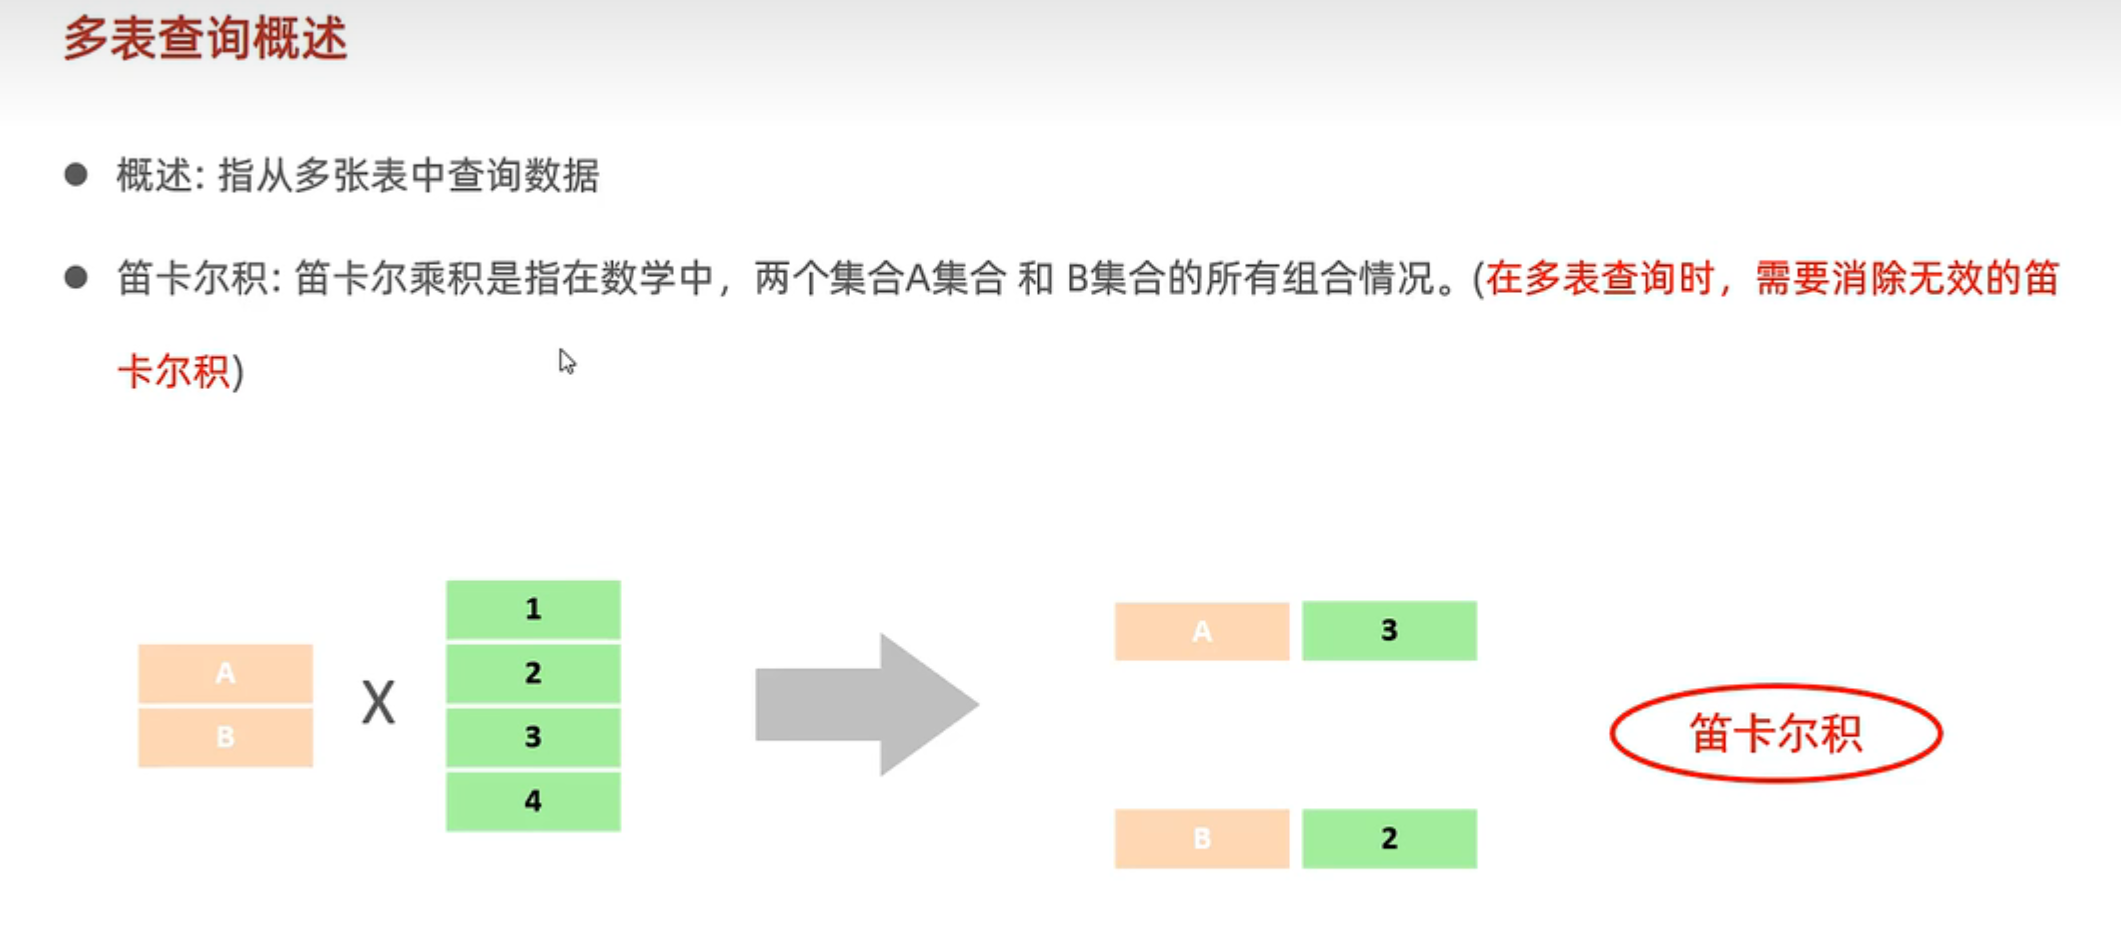 多表查询概述
● 概述: 指从多张表中查询数据
● 笛卡尔积: 笛卡尔乘积是指在数学中，两个集合A集合 和 B集合的所有组合情况。(在多表查询时，需要消除无效的笛
卡尔积)
A
B
X
1
2
3
4
A 3
B 2
笛卡尔积